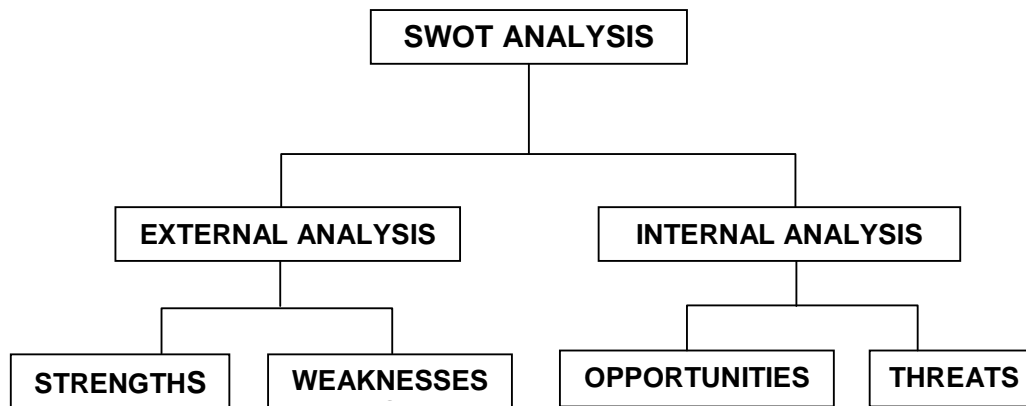 SWOT ANALYSIS
EXTERNAL ANALYSIS
INTERNAL ANALYSIS
STRENGTHS
WEAKNESSES
OPPORTUNITIES
THREATS